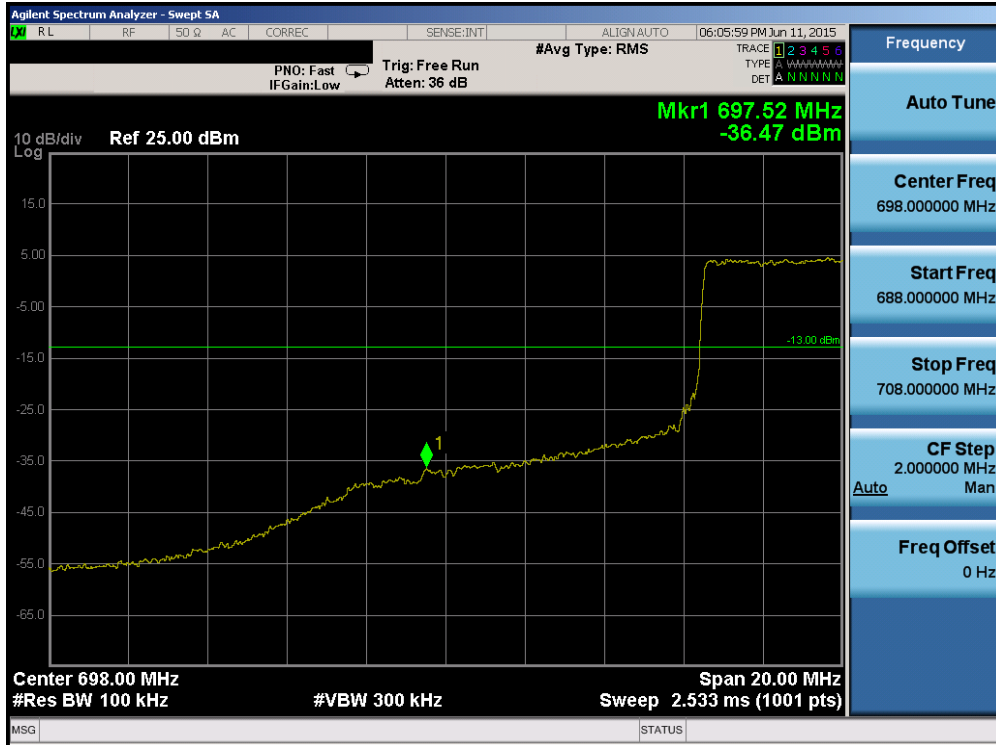 Agilent Spectrum Analyzer - Swept SA
LXI RL RF 50 Ω AC CORREC SENSE:INT ALIGN AUTO 06:05:59 PM Jun 11, 2015
#Avg Type: RMS
TRACE 1 2 3 4 5 6
PNO: Fast Trig: Free Run
TYPE A WWWWW
IFGain:Low Atten: 36 dB
DET A N N N N N
Mkr1 697.52 MHz
-36.47 dBm
10 dB/div Ref 25.00 dBm
Log
15.0
5.00
-5.00
-13.00 dBm
-15.0
-25.0
1
-35.0
-45.0
-55.0
-65.0
Center 698.00 MHz Span 20.00 MHz
#Res BW 100 kHz #VBW 300 kHz Sweep 2.533 ms (1001 pts)
MSG STATUS
Frequency
Auto Tune
Center Freq
698.000000 MHz
Start Freq
688.000000 MHz
Stop Freq
708.000000 MHz
CF Step
2.000000 MHz
Auto Man
Freq Offset
0 Hz